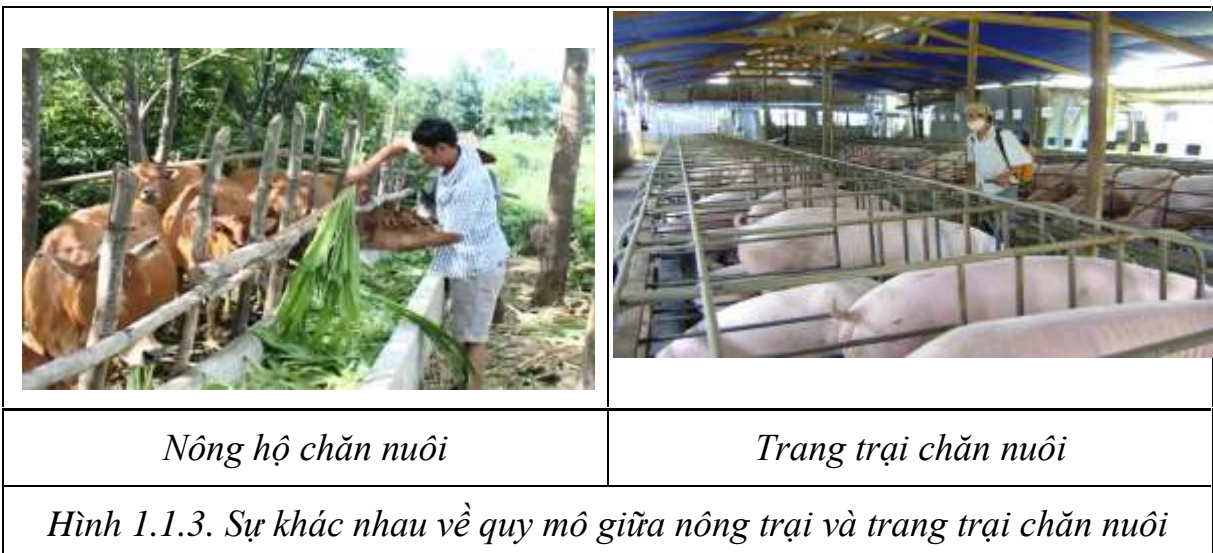 Nông hộ chăn nuôi
Trang trại chăn nuôi
Hình 1.1.3. Sự khác nhau về quy mô giữa nông trại và trang trại chăn nuôi